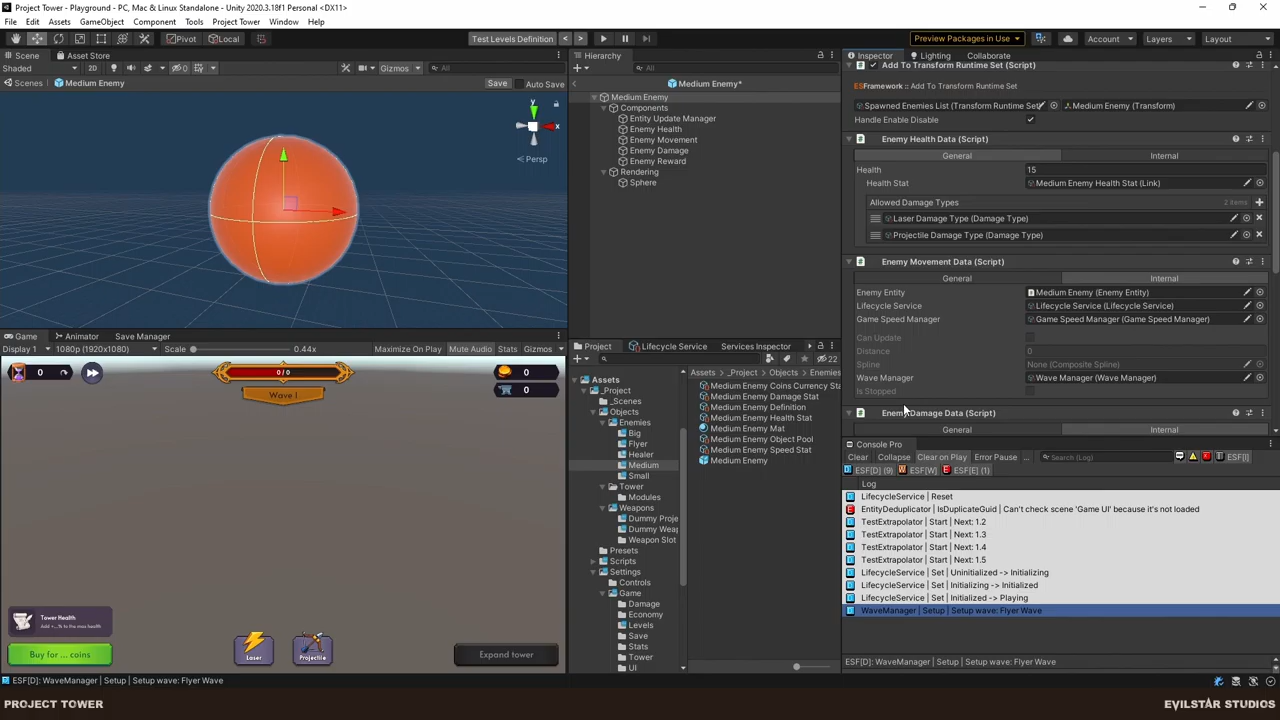 Project Tower - Playground - PC, Mac & Linux Standalone - Unity 2020.3.18f1 Personal <DX11>
File Edit Assets GameObject Component Tools Project Tower Window Help
Pivot Local Test Levels Definition Preview Packages in Use Account Layers Layout
Scene Asset Store
Shaded 2D 0 Gizmos All
Scenes Medium Enemy Save Auto Save
y
x
Persp
Game Animator Save Manager
Display 1 1080p (1920x1080) Scale 0.44x Maximize On Play Mute Audio Stats Gizmos
0 0/0 0
Wave 1 0
Tower Health
Buy for ... coins
Laser Projectile
Expand tower
Hierarchy
All
Medium Enemy*
Medium Enemy
Components
Entity Update Manager
Enemy Health
Enemy Movement
Enemy Damage
Enemy Reward
Rendering
Sphere
Project Lifecycle Service Services Inspector
22
Assets
_Project
_Scenes
Objects
Enemies
Big
Flyer
Healer
Medium
Small
Tower
Modules
Weapons
Dummy Proje
Dummy Weap
Weapon Slot
Presets
Scripts
Settings
Controls
Game
Damage
Economy
Levels
Save
Stats
Tower
UI
Assets _Project Objects Enemies
Medium Enemy Coins Currency Sta
Medium Enemy Damage Stat
Medium Enemy Definition
Medium Enemy Health Stat
Medium Enemy Mat
Medium Enemy Object Pool
Medium Enemy Speed Stat
Medium Enemy
Inspector Lighting Collaborate
Add To Transform Runtime Set (Script)
ESFramework :: Add To Transform Runtime Set
Spawned Enemies List (Transform Runtime Set) Medium Enemy (Transform)
Handle Enable Disable
Enemy Health Data (Script)
General Internal
Health 15
Health Stat Medium Enemy Health Stat (Link)
Allowed Damage Types 2 items
Laser Damage Type (Damage Type)
Projectile Damage Type (Damage Type)
Enemy Movement Data (Script)
General Internal
Enemy Entity Medium Enemy (Enemy Entity)
Lifecycle Service Lifecycle Service (Lifecycle Service)
Game Speed Manager Game Speed Manager (Game Speed Manager)
Can Update
Distance 0
Spline None (Composite Spline)
Wave Manager Wave Manager (Wave Manager)
Is Stopped
Enemy Damage Data (Script)
General Internal
Console Pro
Clear Collapse Clear on Play Error Pause ... Search (Log) ESF[I]
ESF[D] (9) ESF[W] ESF[E] (1)
Log
LifecycleService | Reset
EntityDeduplicator | IsDuplicateGuid | Can't check scene 'Game UI' because it's not loaded
TestExtrapolator | Start | Next: 1.2
TestExtrapolator | Start | Next: 1.3
TestExtrapolator | Start | Next: 1.4
TestExtrapolator | Start | Next: 1.5
LifecycleService | Set | Uninitialized -> Initializing
LifecycleService | Set | Initializing -> Initialized
LifecycleService | Set | Initialized -> Playing
WaveManager | Setup | Setup wave: Flyer Wave
ESF[D]: WaveManager | Setup | Setup wave: Flyer Wave
ESF[D]: WaveManager | Setup | Setup wave: Flyer Wave
PROJECT TOWER
EVILSTAR STUDIOS